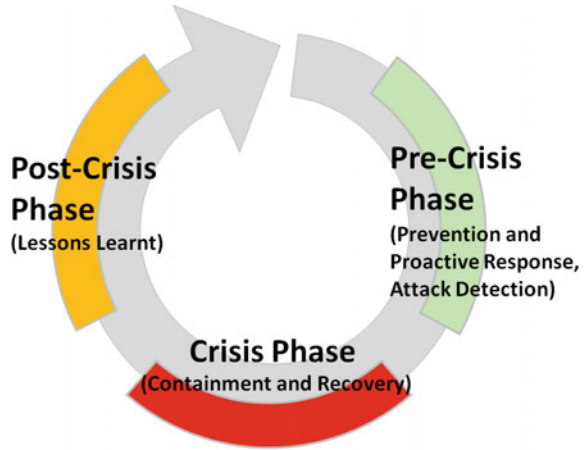 Post-Crisis
Phase
(Lessons Learnt)
Pre-Crisis
Phase
(Prevention and
Proactive Response,
Attack Detection)
Crisis Phase
(Containment and Recovery)